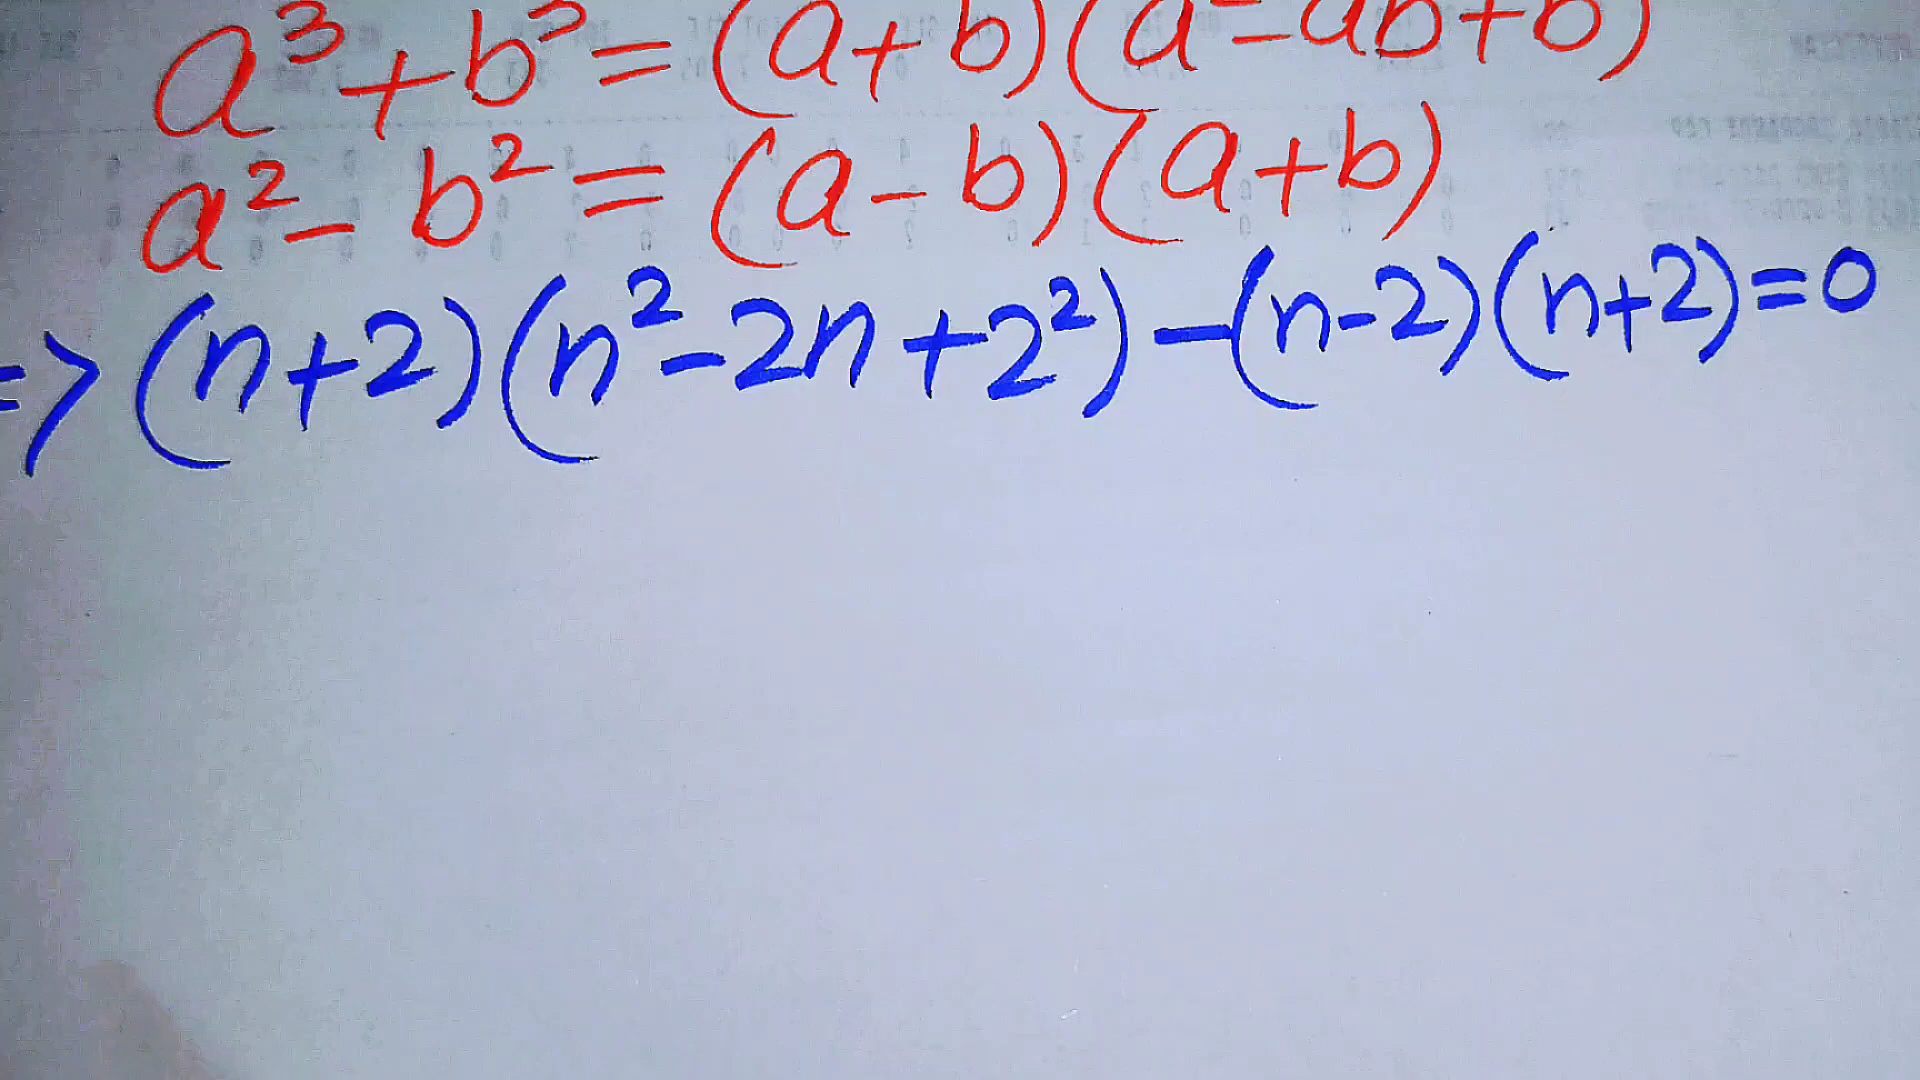 a³+b³=(a+b)(a²-ab+b²)
a²-b²=(a-b)(a+b)
=>(n+2)(n²-2n+2²)-(n-2)(n+2)=0